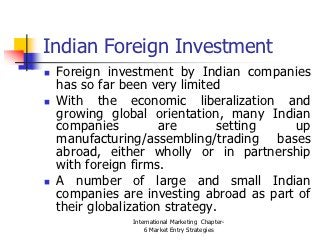 Indian Foreign Investment
Foreign investment by Indian companies
has so far been very limited
With the economic liberalization and
growing global orientation, many Indian
companies are setting up
manufacturing/assembling/trading bases
abroad, either wholly or in partnership
with foreign firms.
A number of large and small Indian
companies are investing abroad as part of
their globalization strategy.
International Marketing Chapter-
6 Market Entry Strategies